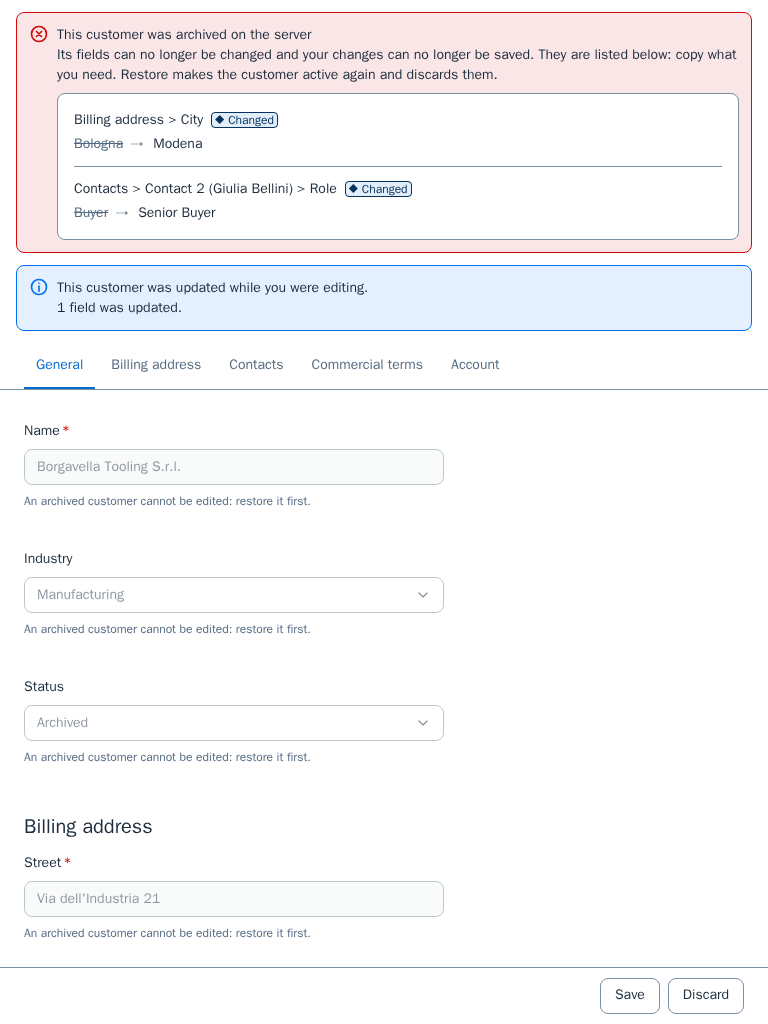 This customer was archived on the server
Its fields can no longer be changed and your changes can no longer be saved. They are listed below: copy what
you need. Restore makes the customer active again and discards them.
Billing address > City ◆ Changed
Bologna → Modena
Contacts > Contact 2 (Giulia Bellini) > Role ◆ Changed
Buyer → Senior Buyer
This customer was updated while you were editing.
1 field was updated.
General Billing address Contacts Commercial terms Account
Name *
Borgavella Tooling S.r.l.
An archived customer cannot be edited: restore it first.
Industry
Manufacturing
An archived customer cannot be edited: restore it first.
Status
Archived
An archived customer cannot be edited: restore it first.
Billing address
Street *
Via dell'Industria 21
An archived customer cannot be edited: restore it first.
Save Discard